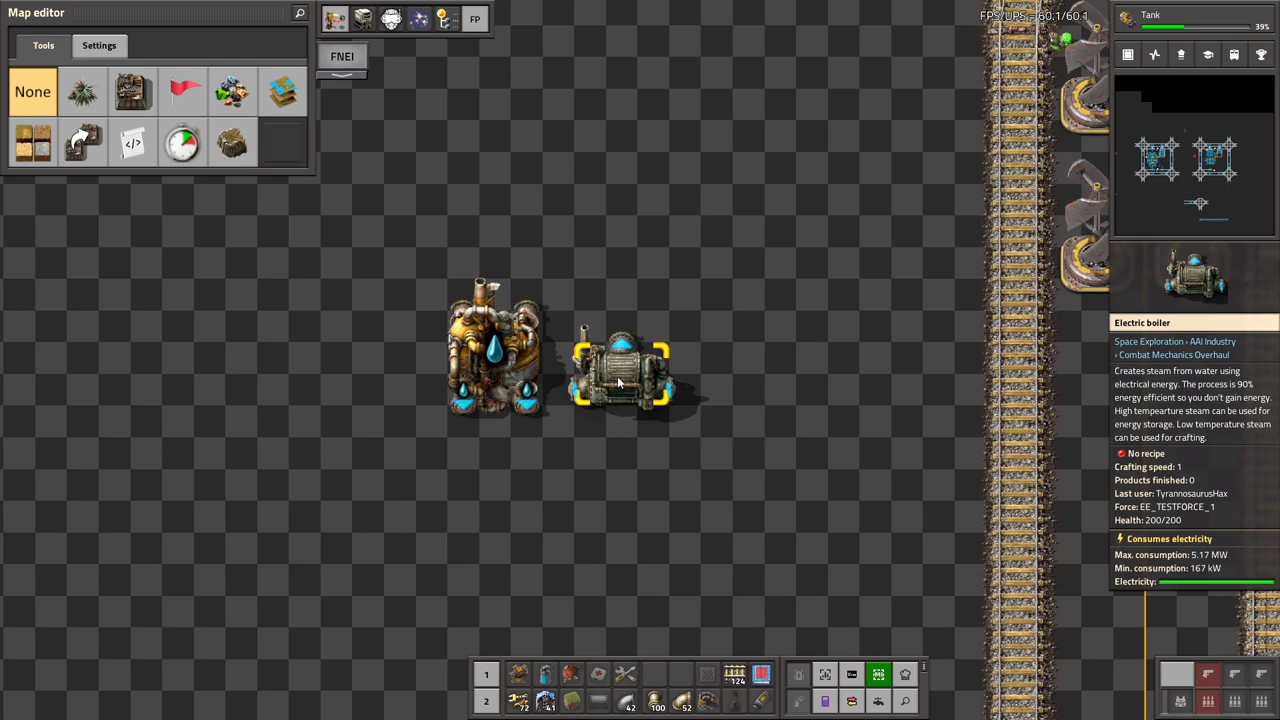 Map editor
Tools
Settings
None
FP
FNEI
FPS/UPS = 60.1/60.1
Tank
39%
Electric boiler
Space Exploration › AAI Industry
› Combat Mechanics Overhaul
Creates steam from water using
electrical energy. The process is 90%
energy efficient so you don't gain energy.
High tempearture steam can be used for
energy storage. Low temperature steam
can be used for crafting.
No recipe
Crafting speed: 1
Products finished: 0
Last user: TyrannosaurusHax
Force: EE_TESTFORCE_1
Health: 200/200
Consumes electricity
Max. consumption: 5.17 MW
Min. consumption: 167 kW
Electricity:
1
124
2
72
41
42
100
52